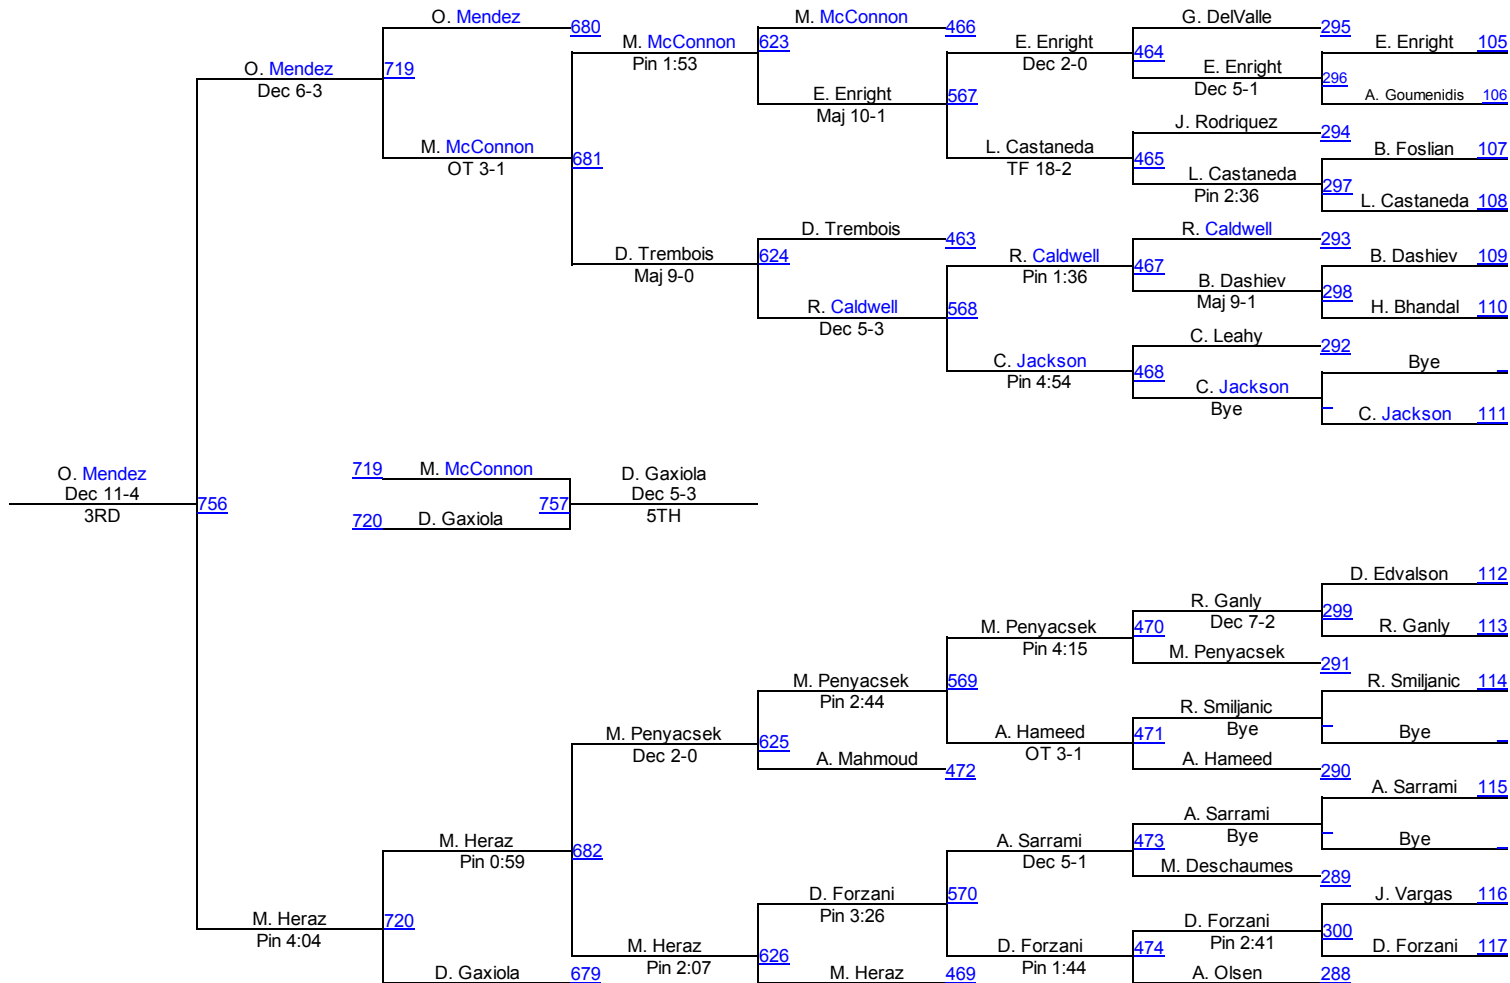 O. Mendez 680
M. McConnon 466
G. DelValle 295
M. McConnon 623
Pin 1:53
E. Enright
Dec 2-0
464
E. Enright 105
O. Mendez 719
Dec 6-3
E. Enright
Dec 5-1
296
A. Goumenidis 106
E. Enright 567
Maj 10-1
J. Rodriquez 294
M. McConnon
OT 3-1
681
L. Castaneda
TF 18-2
465
B. Foslian 107
L. Castaneda
Pin 2:36
297
L. Castaneda 108
D. Trembois 463
R. Caldwell 293
D. Trembois
Maj 9-0
624
R. Caldwell
Pin 1:36
467
B. Dashiev 109
B. Dashiev
Maj 9-1
298
R. Caldwell
Dec 5-3
568
H. Bhandal 110
C. Leahy 292
C. Jackson
Pin 4:54
468
Bye
C. Jackson
Bye
C. Jackson 111
O. Mendez
Dec 11-4
3RD
756
719 M. McConnon
720 D. Gaxiola
757
D. Gaxiola
Dec 5-3
5TH
D. Edvalson 112
R. Ganly
Dec 7-2
299
M. Penyacsek
Pin 4:15
470
R. Ganly 113
M. Penyacsek 291
M. Penyacsek
Pin 2:44
569
R. Smiljanic 114
R. Smiljanic
Bye
M. Penyacsek
Dec 2-0
625
A. Hameed
OT 3-1
471
Bye
A. Mahmoud 472
A. Hameed 290
A. Sarrami 115
A. Sarrami
Bye
M. Heraz
Pin 0:59
682
A. Sarrami
Dec 5-1
473
Bye
M. Deschaumes 289
D. Forzani
Pin 3:26
570
J. Vargas 116
M. Heraz
Pin 4:04
720
D. Forzani
Pin 2:41
300
M. Heraz
Pin 2:07
626
D. Forzani
Pin 1:44
474
D. Forzani 117
D. Gaxiola 679
M. Heraz 469
A. Olsen 288